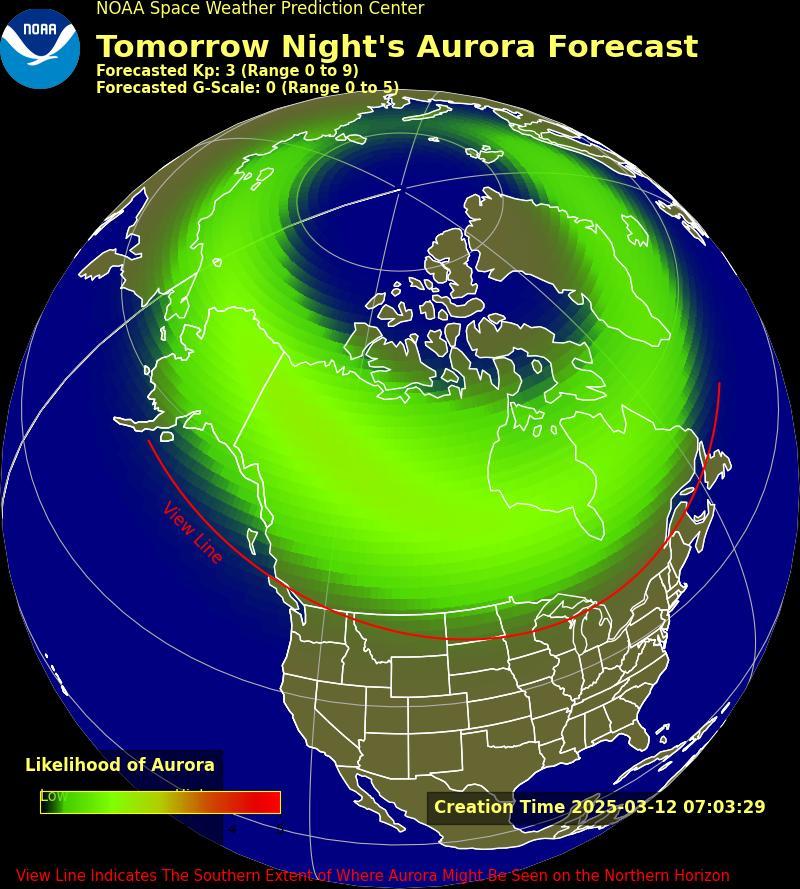 NOAA Space Weather Prediction Center
NOAA
Tomorrow Night's Aurora Forecast
Forecasted Kp: 3 (Range 0 to 9)
Forecasted G-Scale: 0 (Range 0 to 5)
View Line
Likelihood of Aurora
Low
Creation Time 2025-03-12 07:03:29
View Line Indicates The Southern Extent of Where Aurora Might Be Seen on the Northern Horizon